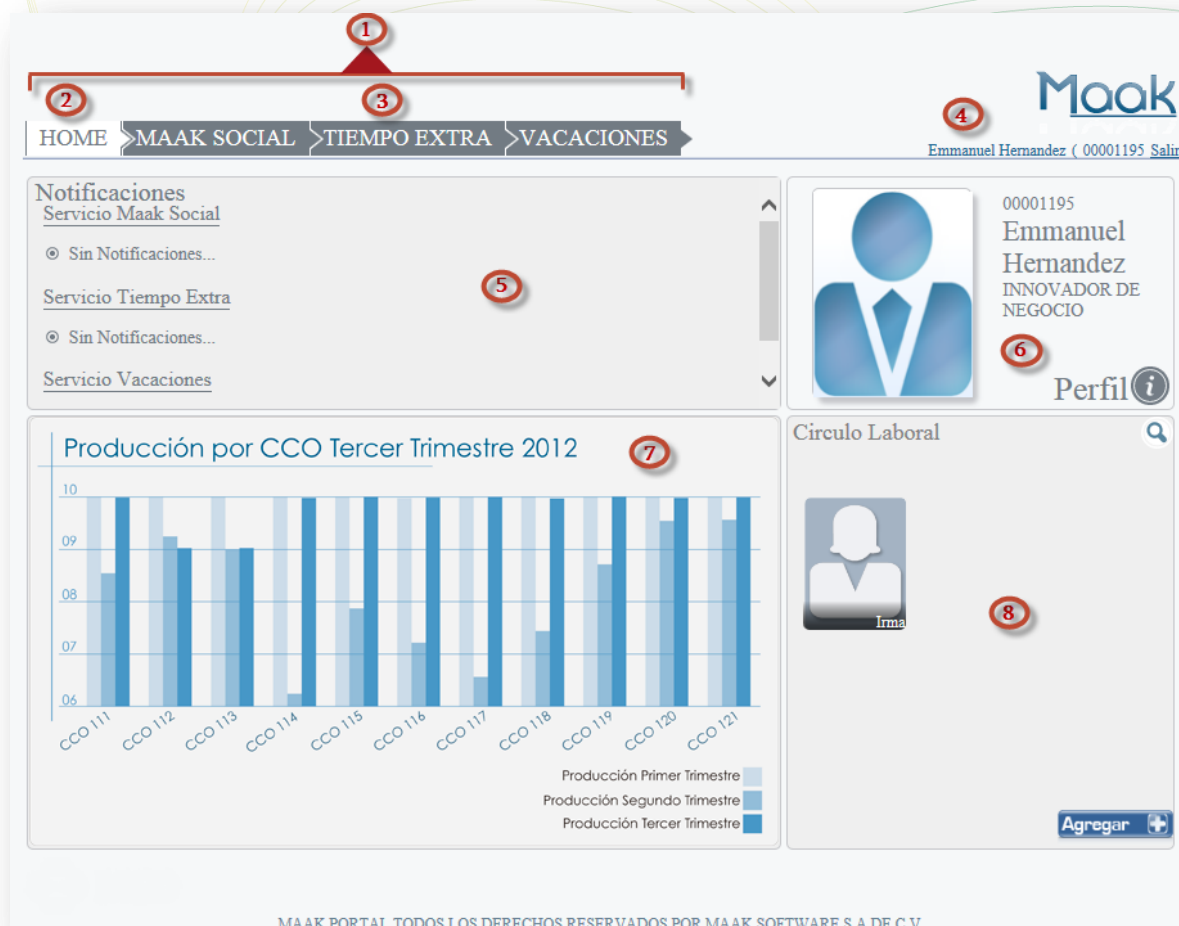 1
2
3
4
Maak
HOME MAAK SOCIAL TIEMPO EXTRA VACACIONES
Emmanuel Hernandez ( 00001195 Salir
Notificaciones
Servicio Maak Social
Sin Notificaciones...
5
Servicio Tiempo Extra
Sin Notificaciones...
Servicio Vacaciones
00001195
Emmanuel
Hernandez
INNOVADOR DE
NEGOCIO
6
Perfil i
Producción por CCO Tercer Trimestre 2012
7
10
09
08
07
06
CCO 111
CCO 112
CCO 113
CCO 114
CCO 115
CCO 116
CCO 117
CCO 118
CCO 119
CCO 120
CCO 121
Producción Primer Trimestre
Producción Segundo Trimestre
Producción Tercer Trimestre
Circulo Laboral
Irma
8
Agregar
MAAK PORTAL TODOS LOS DERECHOS RESERVADOS POR MAAK SOFTWARE S.A DE C.V